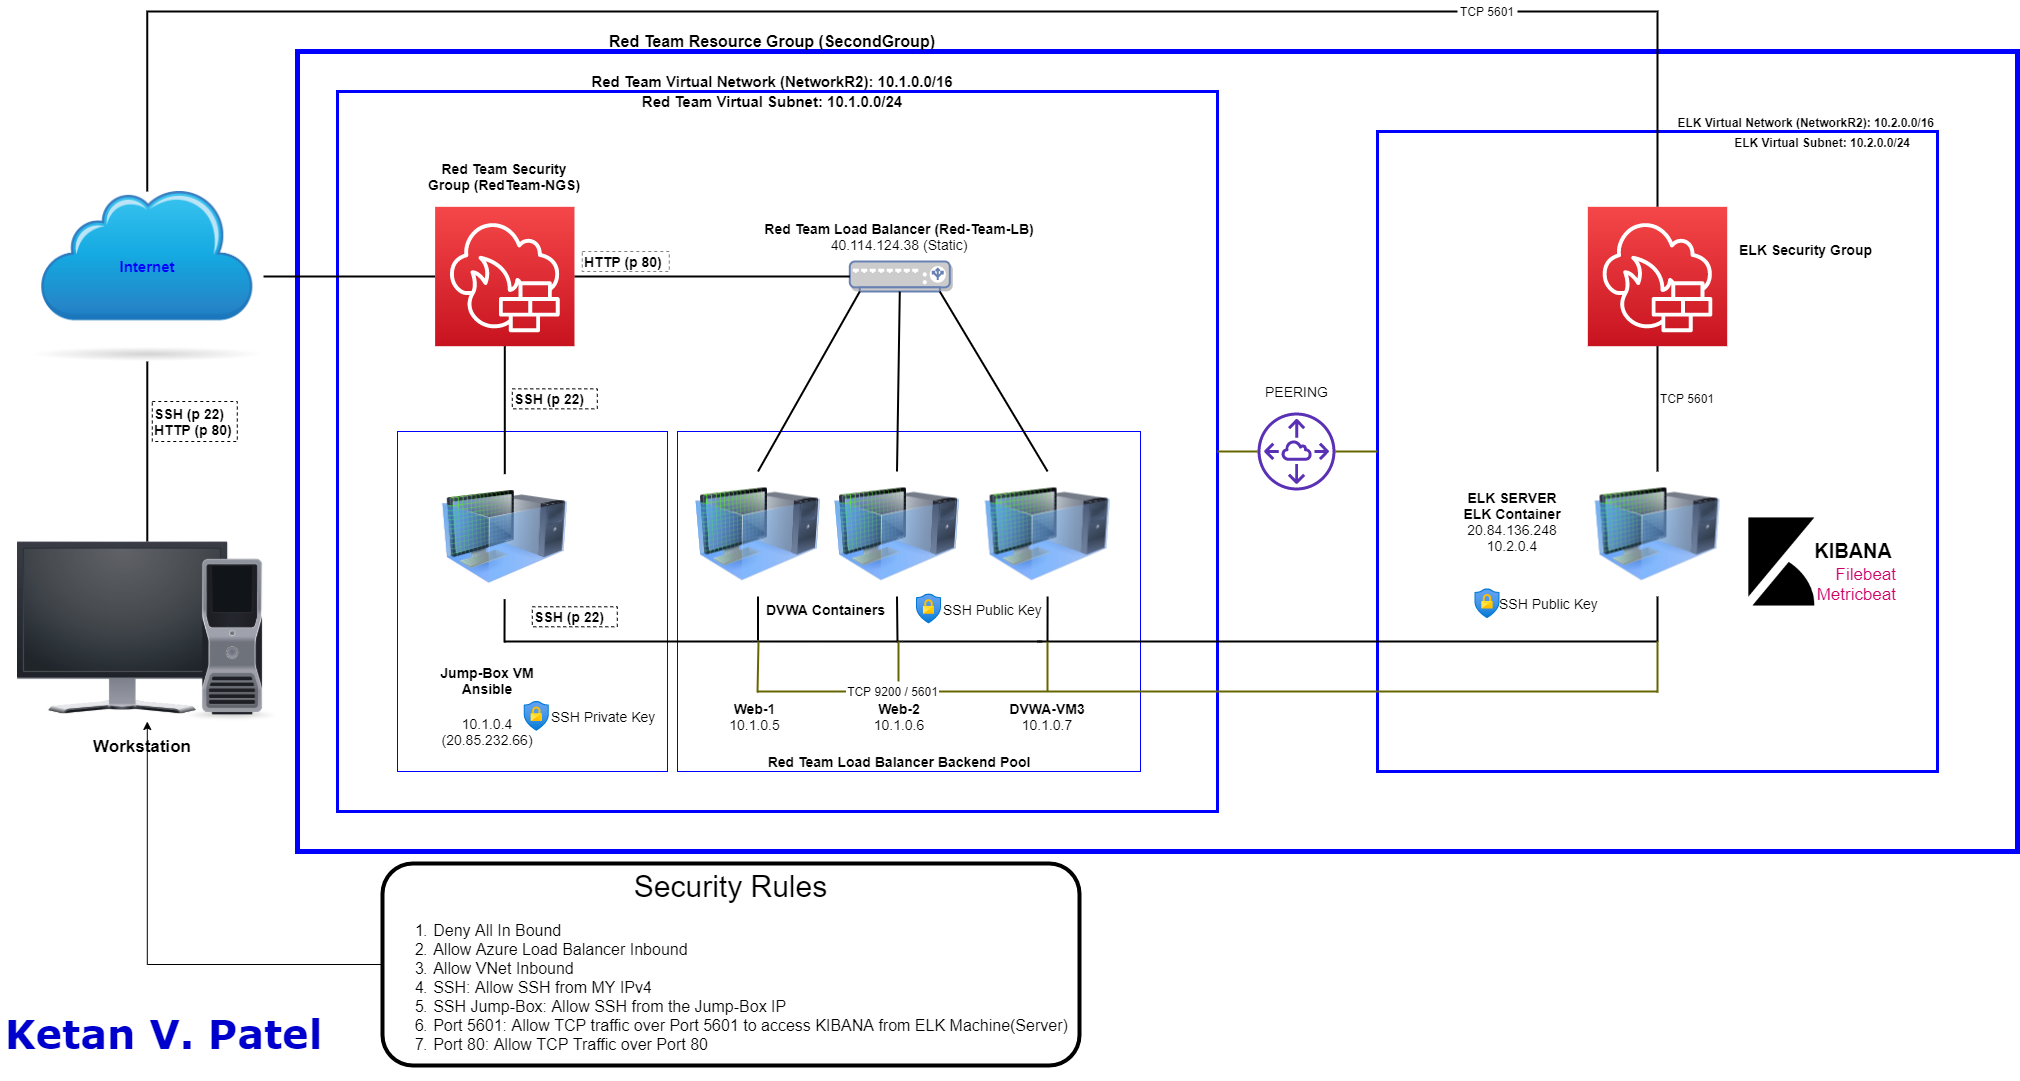 TCP 5601
Red Team Resource Group (SecondGroup)
Red Team Virtual Network (NetworkR2): 10.1.0.0/16
Red Team Virtual Subnet: 10.1.0.0/24
ELK Virtual Network (NetworkR2): 10.2.0.0/16
ELK Virtual Subnet: 10.2.0.0/24
Red Team Security
Group (RedTeam-NGS)
Red Team Load Balancer (Red-Team-LB)
40.114.124.38 (Static)
ELK Security Group
Internet
HTTP (p 80)
SSH (p 22)
HTTP (p 80)
SSH (p 22)
PEERING
TCP 5601
ELK SERVER
ELK Container
20.84.136.248
10.2.0.4
KIBANA
Filebeat
Metricbeat
SSH Public Key
DVWA Containers
SSH Public Key
SSH (p 22)
Jump-Box VM
Ansible
10.1.0.4
(20.85.232.66)
SSH Private Key
TCP 9200 / 5601
Web-1
10.1.0.5
Web-2
10.1.0.6
DVWA-VM3
10.1.0.7
Red Team Load Balancer Backend Pool
Workstation
Security Rules
1. Deny All In Bound
2. Allow Azure Load Balancer Inbound
3. Allow VNet Inbound
4. SSH: Allow SSH from MY IPv4
5. SSH Jump-Box: Allow SSH from the Jump-Box IP
6. Port 5601: Allow TCP traffic over Port 5601 to access KIBANA from ELK Machine(Server)
7. Port 80: Allow TCP Traffic over Port 80
Ketan V. Patel